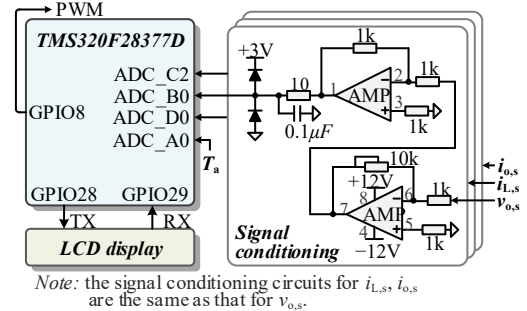 PWM
TMS320F28377D
GPIO8
ADC_C2
ADC_B0
ADC_D0
ADC_A0
Ta
GPIO28 GPIO29
TX RX
LCD display
+3V
10
0.1μF
1k
1k
1
2
3
AMP
1k
10k
+12V
8
7
6
5
4
AMP
−12V
1k
1k
io,s
iL,s
vo,s
Signal
conditioning
Note: the signal conditioning circuits for iL,s, io,s
are the same as that for vo,s.